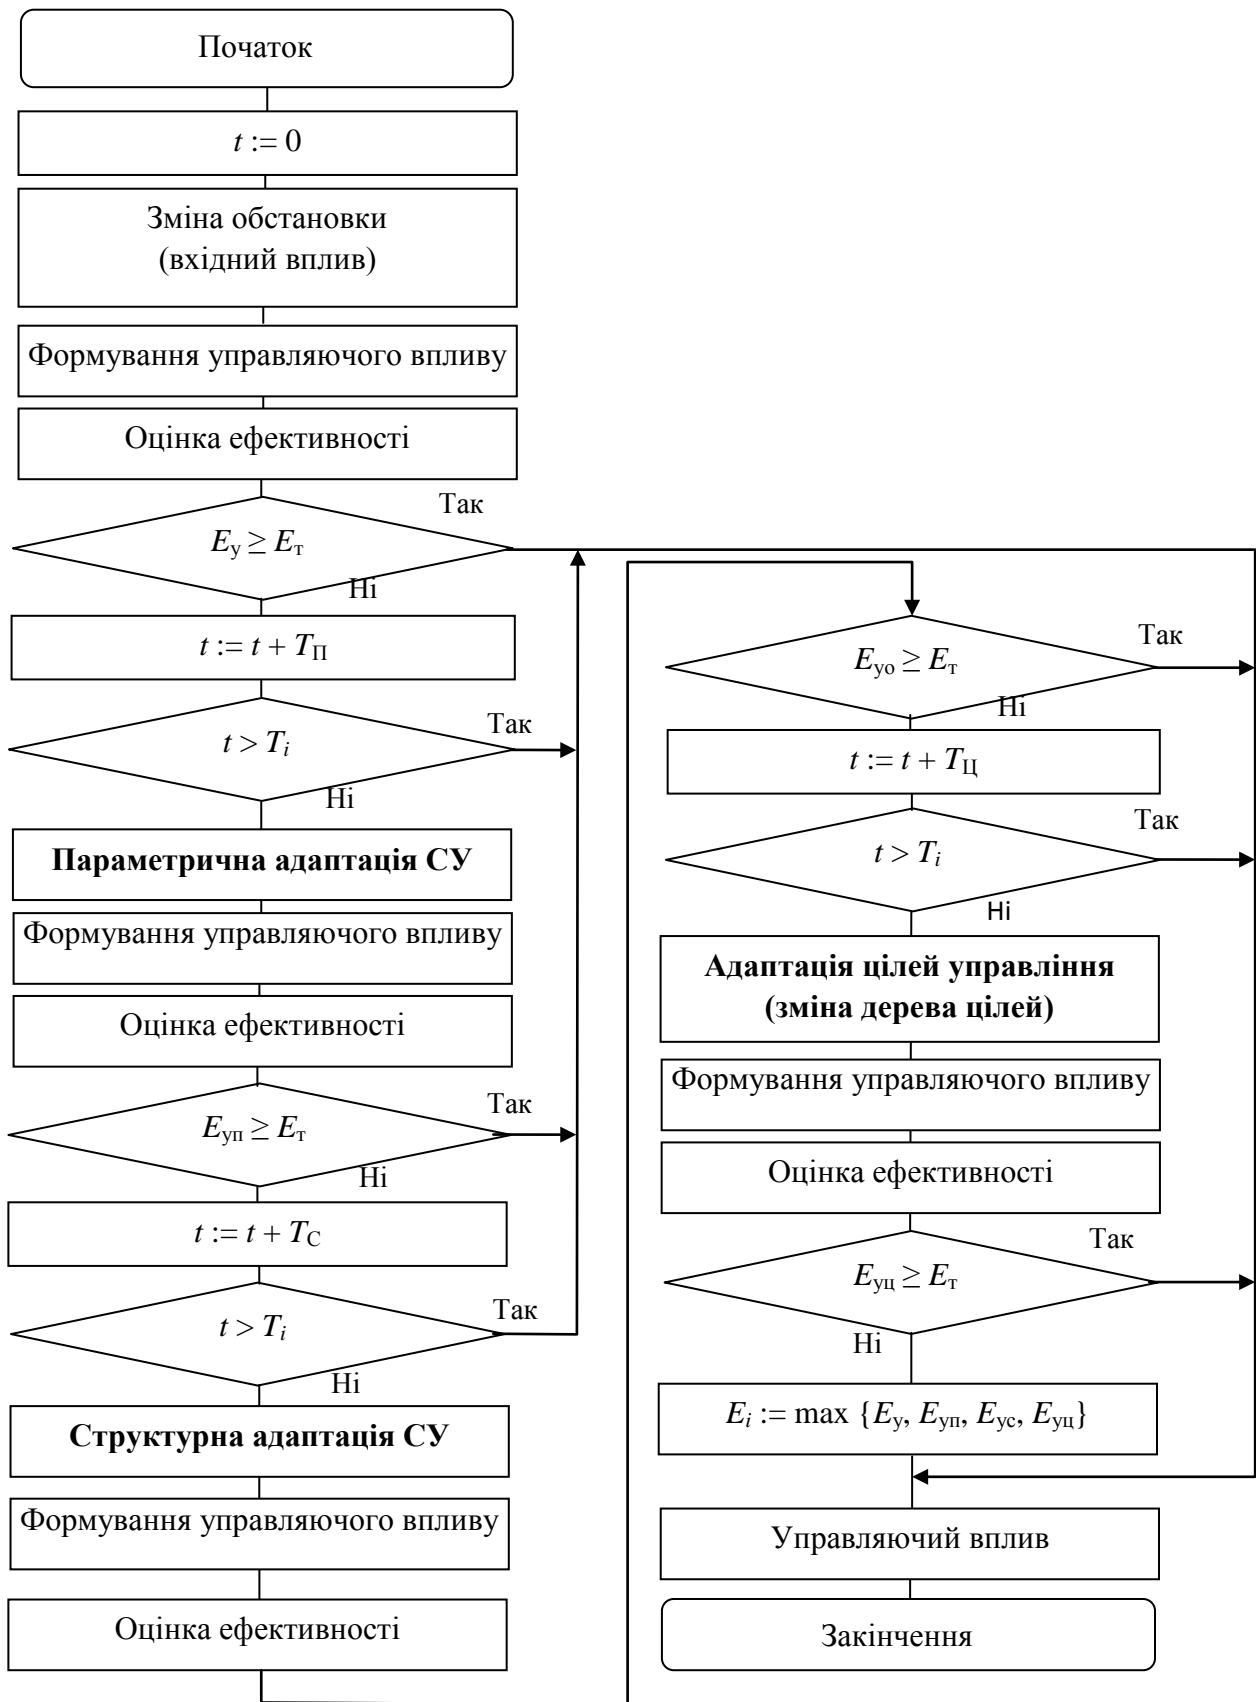 Початок
t := 0
Зміна обстановки
(вхідний вплив)
Формування управляючого впливу
Оцінка ефективності
Так
Eу ≥ Eт
Ні
t := t + TП
Так
t > Ti
Ні
Параметрична адаптація СУ
Формування управляючого впливу
Оцінка ефективності
Так
Eуп ≥ Eт
Ні
t := t + TС
Так
t > Ti
Ні
Структурна адаптація СУ
Формування управляючого впливу
Оцінка ефективності
Так
Eуо ≥ Eт
Ні
t := t + TЦ
Так
t > Ti
Ні
Адаптація цілей управління
(зміна дерева цілей)
Формування управляючого впливу
Оцінка ефективності
Так
Eуц ≥ Eт
Ні
Ei := max {Eу, Eуп, Eус, Eуц}
Управляючий вплив
Закінчення